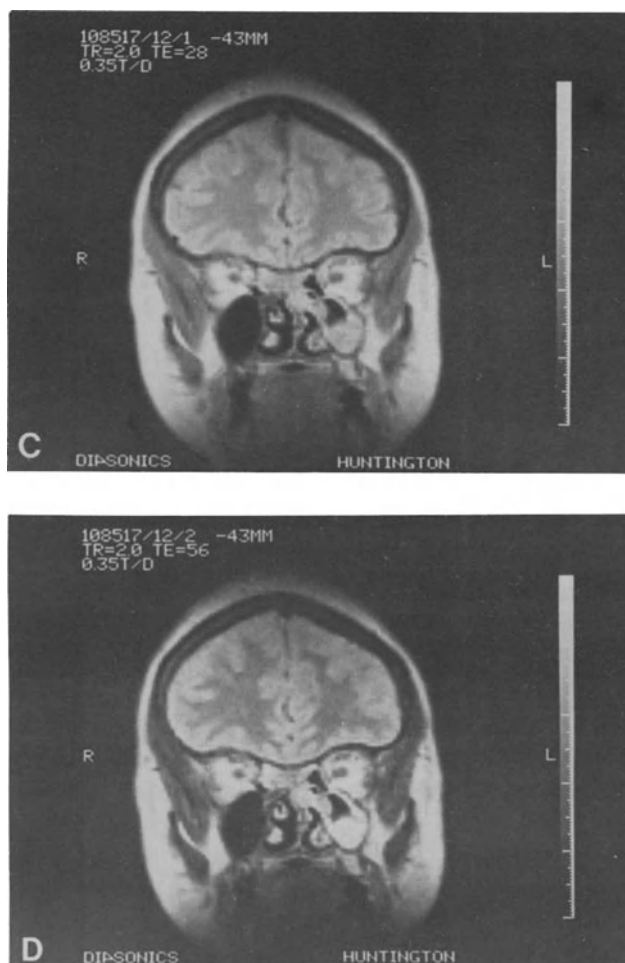 108517/12/1 -43MM
TR=2.0 TE=28
0.35T/D
R
L
C
DIASONICS HUNTINGTON
108517/12/2 -43MM
TR=2.0 TE=56
0.35T/D
R
L
D
DIASONICS HUNTINGTON